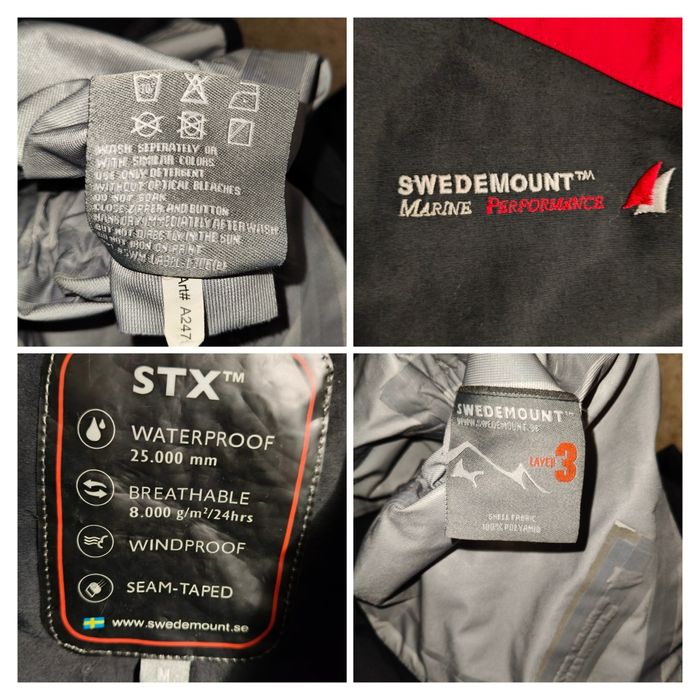 WASH SEPERATELY OR
WITH SIMILAR COLORS
USE ONLY DETERGENT
WITHOUT OPTICAL BLEACHES
DO NOT SOAK
CLOSE ZIPPER AND BUTTON
HANG DRY IMMEDIATELY AFTER WASH
BUT NOT DIRECTLY IN THE SUN
DO NOT IRON ON PRINT
Art# A247
SWEDEMOUNT™
MARINE PERFORMANCE
STX™
WATERPROOF
25.000 mm
BREATHABLE
8.000 g/m²/24hrs
WINDPROOF
SEAM-TAPED
www.swedemount.se
M
SWEDEMOUNT™
WWW.SWEDEMOUNT.SE
LAYER 3
SHELL FABRIC
100% POLYAMID